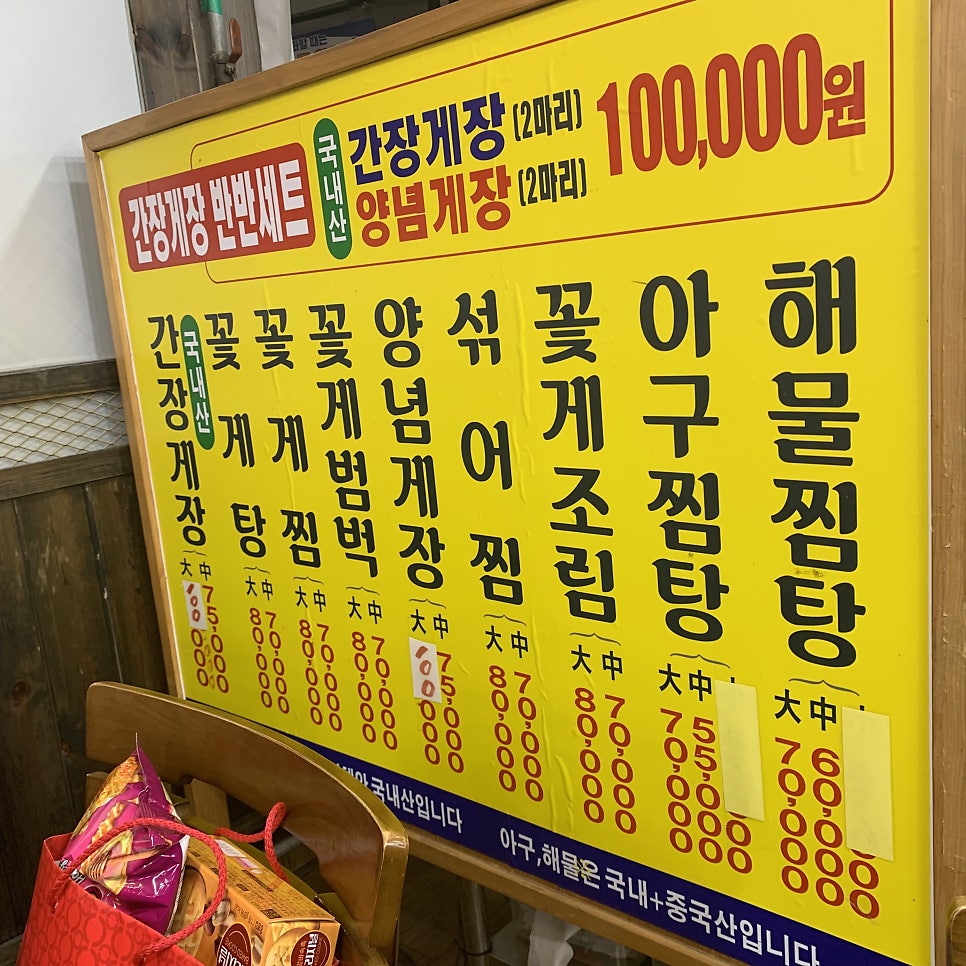 간장게장 반반세트
국내산
간장게장 (2마리)
양념게장 (2마리)
100,000원
간장게장
국내산
大 中
75,000
꽃게탕
大 中
80,000
70,000
꽃게찜
大 中
80,000
70,000
꽃게범벅
大 中
80,000
70,000
양념게장
大 中
75,000
섞어찜
大 中
80,000
70,000
꽃게조림
大 中
80,000
70,000
아구찜탕
大 中
70,000
55,000
해물찜탕
大 中
70,000
60,000
국내산입니다
아구,해물은 국내+중국산입니다